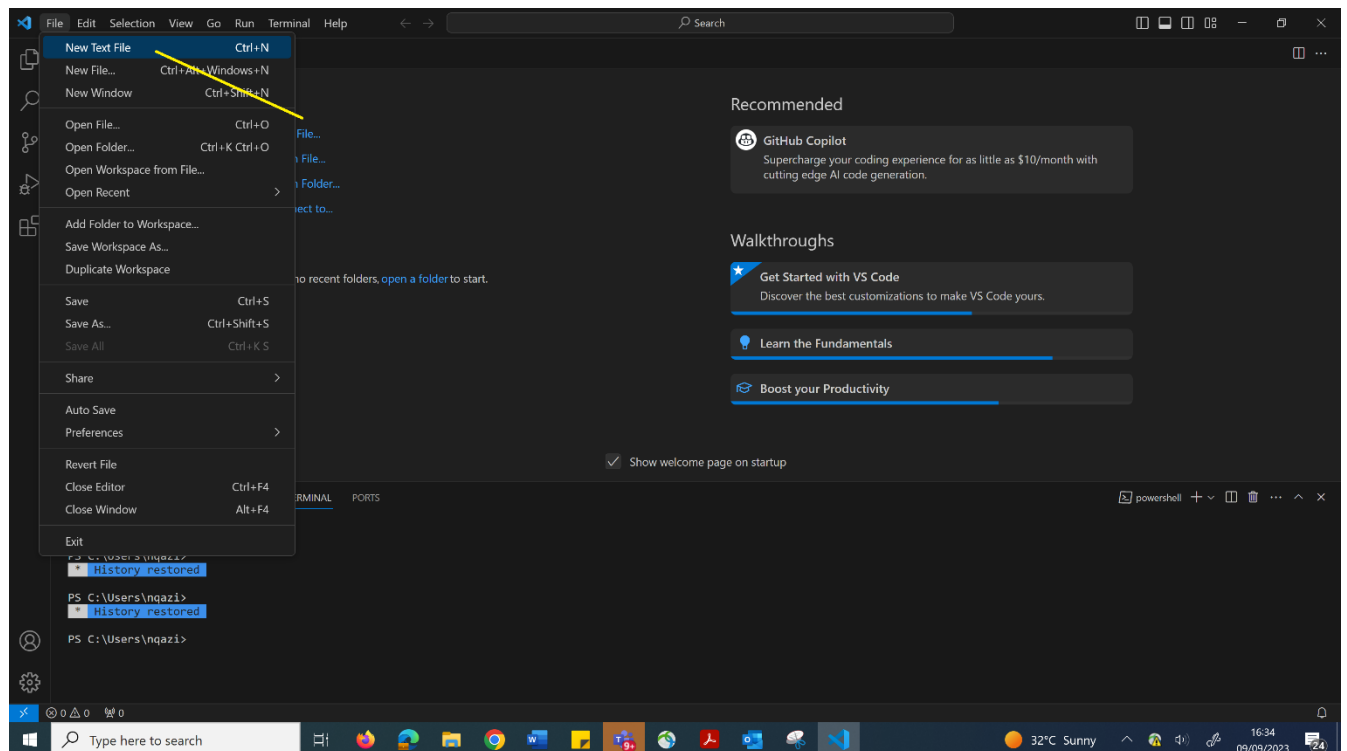 File Edit Selection View Go Run Terminal Help Search
New Text File Ctrl+N
New File... Ctrl+Alt+Windows+N
New Window Ctrl+Shift+N
Open File... Ctrl+O
Open Folder... Ctrl+K Ctrl+O
Open Workspace from File...
Open Recent
Add Folder to Workspace...
Save Workspace As...
Duplicate Workspace
Save Ctrl+S
Save As... Ctrl+Shift+S
Save All Ctrl+K S
Share
Auto Save
Preferences
Revert File
Close Editor Ctrl+F4
Close Window Alt+F4
Exit
File...
File...
Folder...
ect to...
no recent folders, open a folder to start.
Recommended
GitHub Copilot
Supercharge your coding experience for as little as $10/month with
cutting edge AI code generation.
Walkthroughs
Get Started with VS Code
Discover the best customizations to make VS Code yours.
Learn the Fundamentals
Boost your Productivity
Show welcome page on startup
ERMINAL PORTS
powershell
PS C:\Users\nqazi>
* History restored
PS C:\Users\nqazi>
* History restored
PS C:\Users\nqazi>
0 0 0
Type here to search
9+
32°C Sunny
16:34
09/09/2023
24